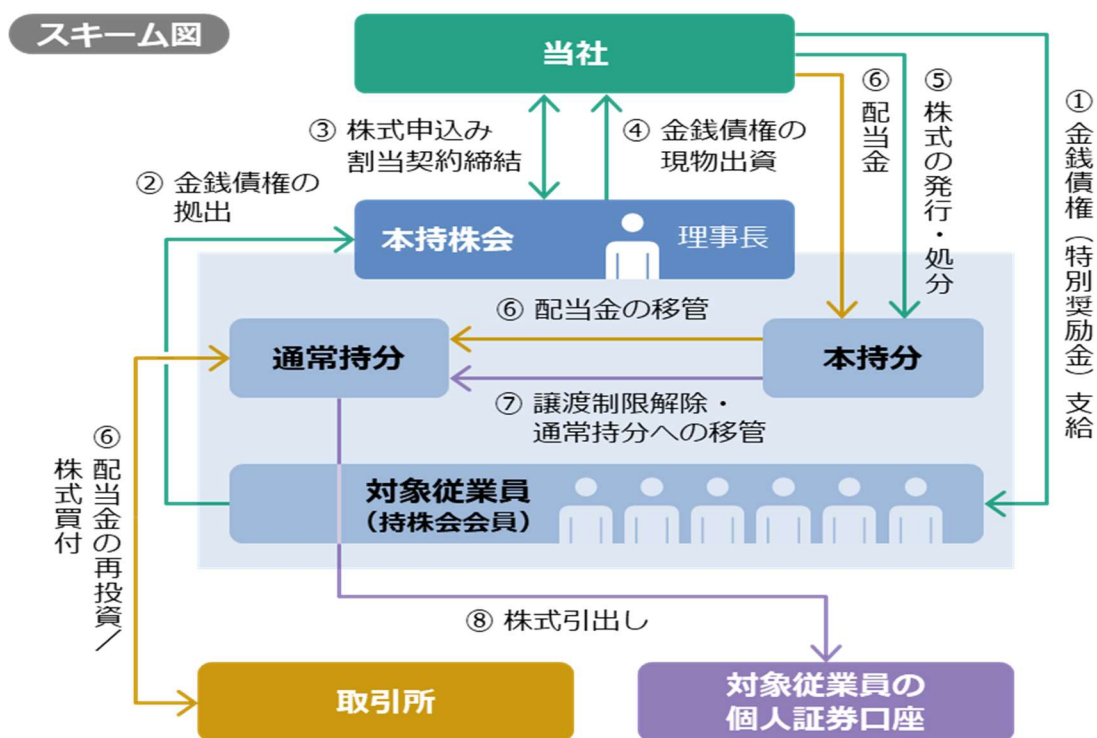 スキーム図
当社
③ 株式申込み
割当契約締結
④ 金銭債権の
現物出資
⑥ 配当金
⑤ 株式の発行・処分
① 金銭債権（特別奨励金）支給
② 金銭債権の
拠出
本持株会
理事長
⑥ 配当金の移管
通常持分
本持分
⑦ 譲渡制限解除・
通常持分への移管
⑥ 配当金の再投資／
株式買付
対象従業員
（持株会会員）
⑧ 株式引出し
取引所
対象従業員の
個人証券口座